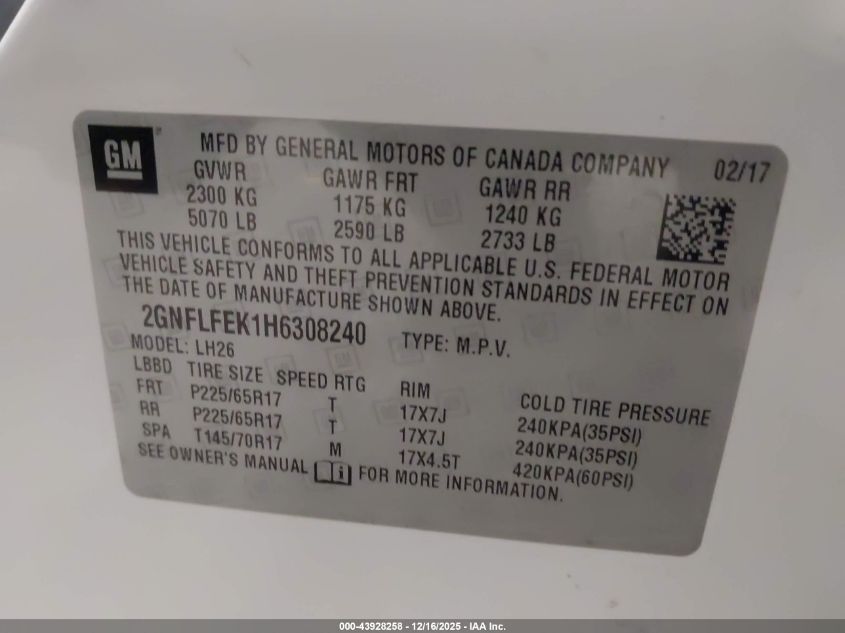 GM
MFD BY GENERAL MOTORS OF CANADA COMPANY 02/17
GVWR GAWR FRT GAWR RR
2300 KG 1175 KG 1240 KG
5070 LB 2590 LB 2733 LB
THIS VEHICLE CONFORMS TO ALL APPLICABLE U.S. FEDERAL MOTOR
VEHICLE SAFETY AND THEFT PREVENTION STANDARDS IN EFFECT ON
THE DATE OF MANUFACTURE SHOWN ABOVE.
2GNFLFEK1H6308240 TYPE: M.P.V.
MODEL: LH26
LBBD TIRE SIZE SPEED RTG RIM COLD TIRE PRESSURE
FRT P225/65R17 T 17X7J 240KPA(35PSI)
RR P225/65R17 T 17X7J 240KPA(35PSI)
SPA T145/70R17 M 17X4.5T 420KPA(60PSI)
SEE OWNER'S MANUAL FOR MORE INFORMATION.
000-43928258 - 12/16/2025 - IAA Inc.